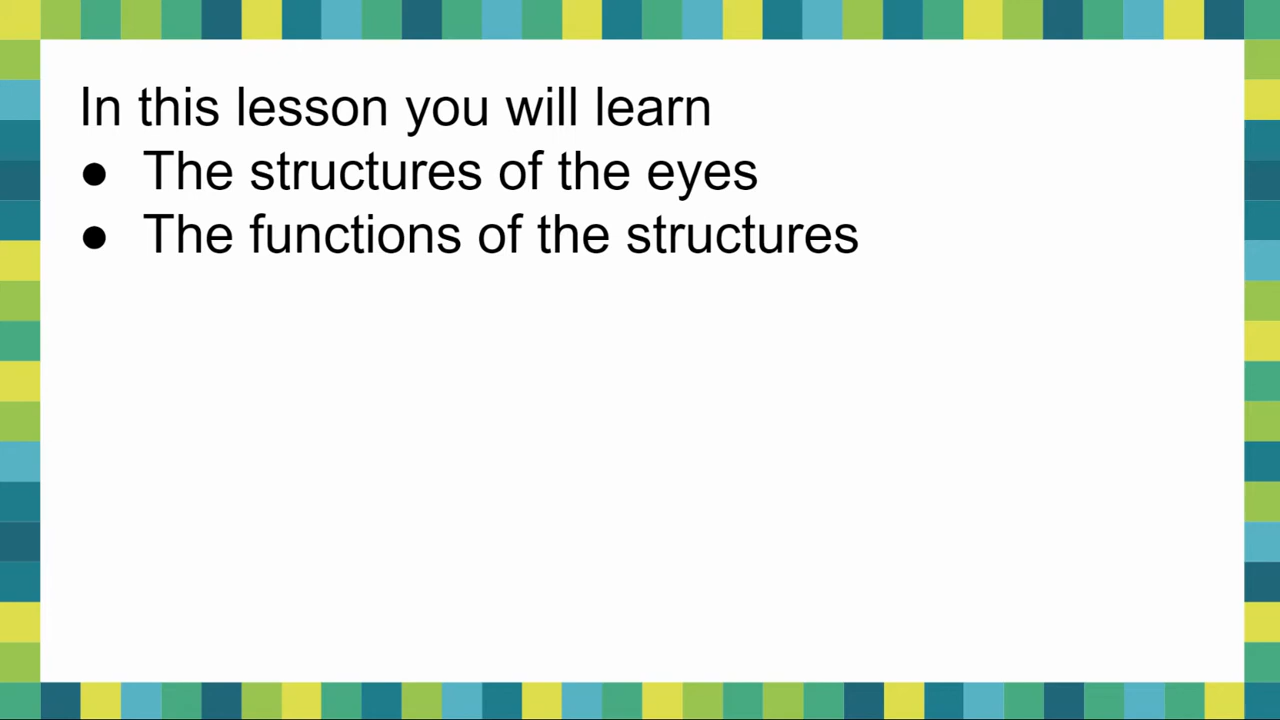 In this lesson you will learn
● The structures of the eyes
● The functions of the structures